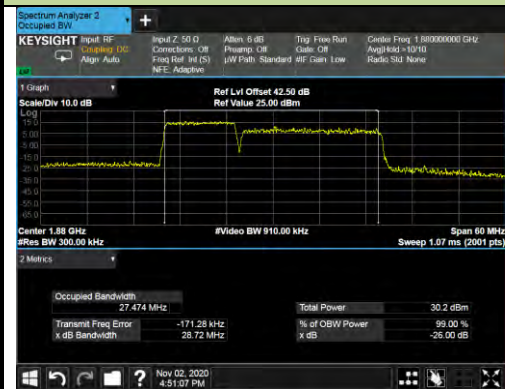 Spectrum Analyzer 2
Occupied BW
+
KEYSIGHT Input: RF Input Z: 50 Ω Atten: 6 dB Trig: Free Run Center Freq: 1.880000000 GHz
Coupling: DC Corrections: Off Preamp: Off Gate: Off Avg|Hold:>10/10
Align: Auto Freq Ref: Int (S) µW Path: Standard #IF Gain: Low Radio Std: None
NFE: Adaptive
1 Graph
Ref Lvl Offset 42.50 dB
Scale/Div 10.0 dB Ref Value 25.00 dBm
Log
15.0
5.00
-5.00
-15.0
-25.0
-35.0
-45.0
-55.0
-65.0
Center 1.88 GHz #Video BW 910.00 kHz Span 60 MHz
#Res BW 300.00 kHz Sweep 1.07 ms (2001 pts)
2 Metrics
Occupied Bandwidth
27.474 MHz Total Power 30.2 dBm
Transmit Freq Error -171.28 kHz % of OBW Power 99.00 %
x dB Bandwidth 28.72 MHz x dB -26.00 dB
? Nov 02, 2020
4:51:07 PM